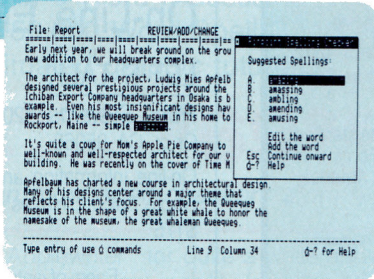 File: Report REVIEW/ADD/CHANGE
Early next year, we will break ground on the grou
new addition to our headquarters complex.
The architect for the project, Ludwig Mies Apfelb
designed several prestigious projects around the
Ichiban Export Company headquarters in Osaka is b
example. Even his most insignificant designs hav
awards -- like the Queequeg Museum in his home to
Rockport, Maine -- simple
It's quite a coup for Mom's Apple Pie Company to
well-known and well-respected architect for our v
building. He was recently on the cover of Time M
Apfelbaum has charted a new course in architectural design.
Many of his designs center around a major theme that
reflects his client's focus. For example, the Queequeg
Museum is in the shape of a great white whale to honor the
namesake of the museum, the great whaleman Queequeg.
Type entry of use commands Line 9 Column 34 -? for Help
Spelling Checker
Suggested Spellings:
A. amazing
B. amassing
C. ambling
D. amending
E. amusing
Edit the word
Add the word
Esc Continue onward
-? Help